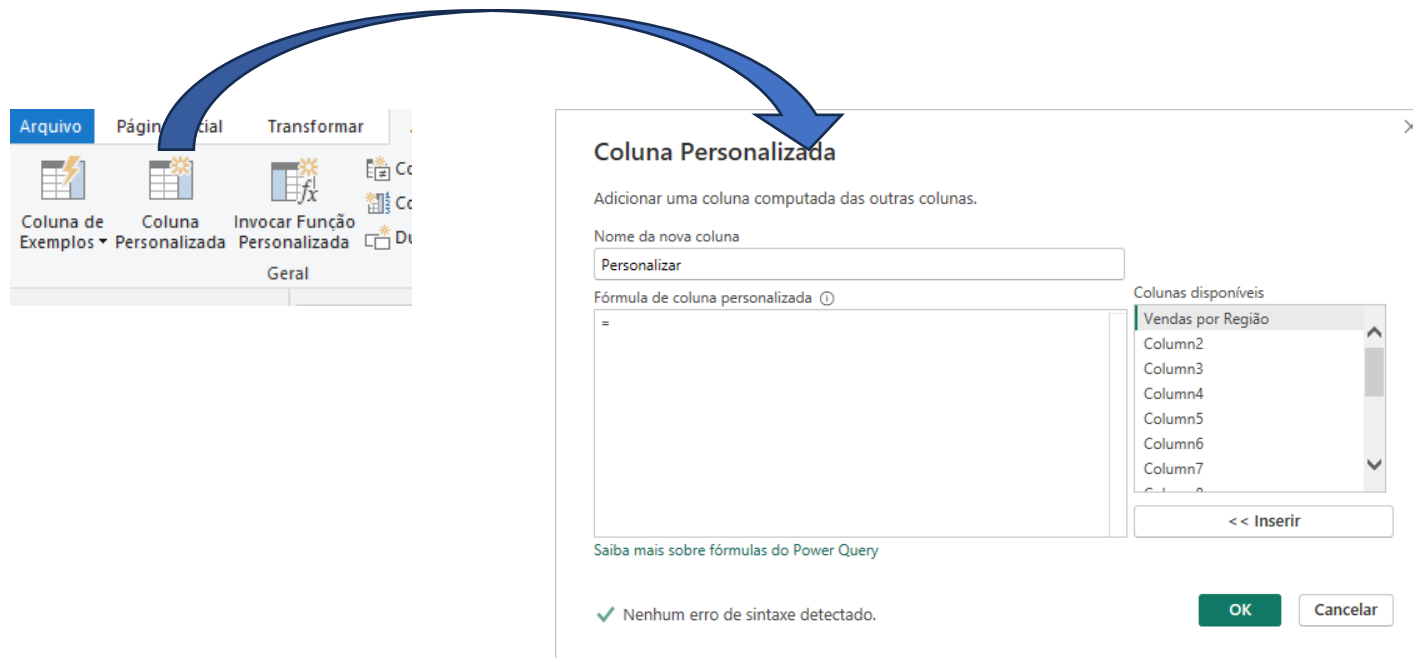 Arquivo
Transformar
Coluna de
Exemplos
Coluna
Personalizada
Invocar Função
Personalizada
Geral
Coluna Personalizada
Adicionar uma coluna computada das outras colunas.
Nome da nova coluna
Personalizar
Fórmula de coluna personalizada
=
Colunas disponíveis
Vendas por Região
Column2
Column3
Column4
Column5
Column6
Column7
<< Inserir
Saiba mais sobre fórmulas do Power Query
Nenhum erro de sintaxe detectado.
OK
Cancelar